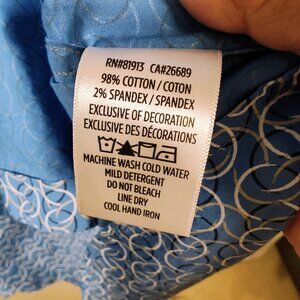 RN#81913 CA#26689
98% COTTON / COTON
2% SPANDEX / SPANDEX
EXCLUSIVE OF DECORATION
EXCLUSIVE DES DÉCORATIONS
MACHINE WASH COLD WATER
MILD DETERGENT
DO NOT BLEACH
LINE DRY
COOL HAND IRON